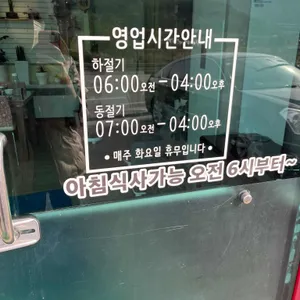 영업시간안내
하절기
06:00오전-04:00오후
동절기
07:00오전-04:00오후
• 매주 화요일 휴무입니다 •
아침식사가능 오전 6시부터~